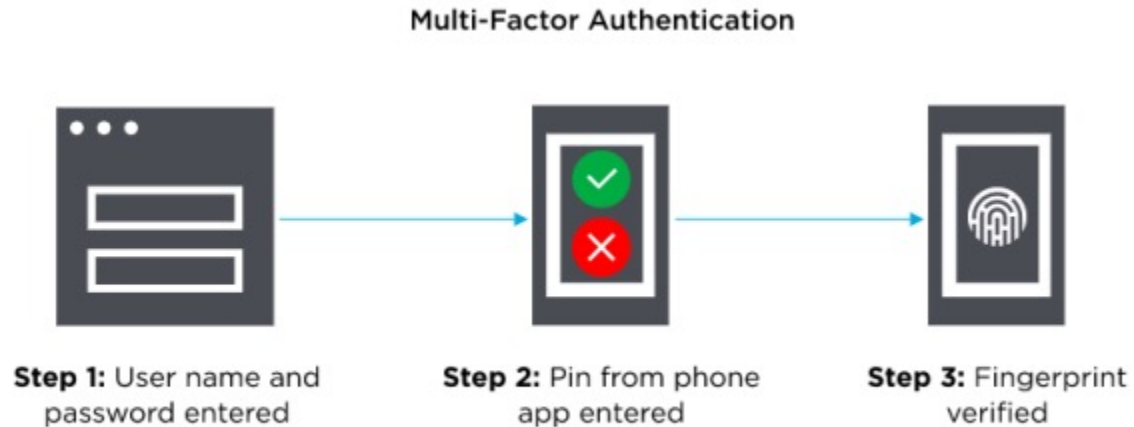 Multi-Factor Authentication
Step 1: User name and
password entered
Step 2: Pin from phone
app entered
Step 3: Fingerprint
verified